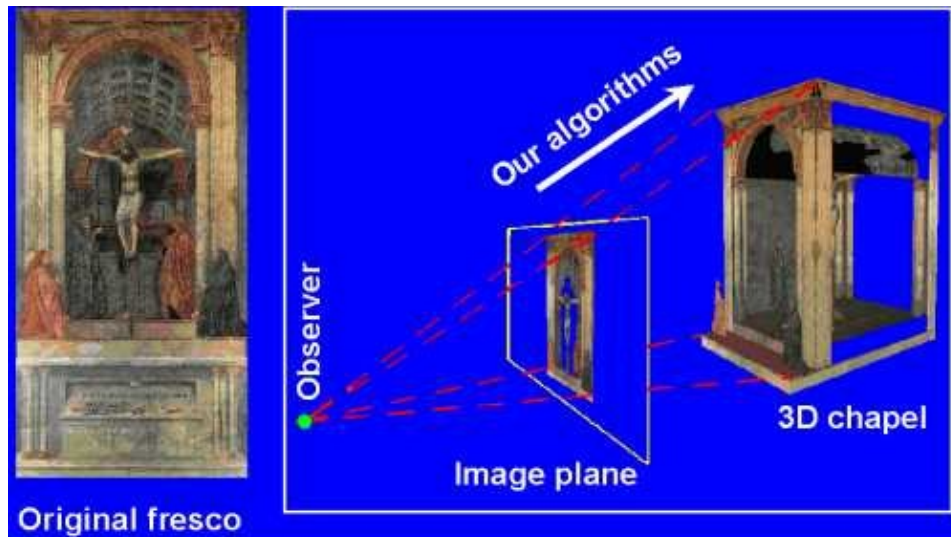 Our algorithms
Observer
Image plane
3D chapel
Original fresco